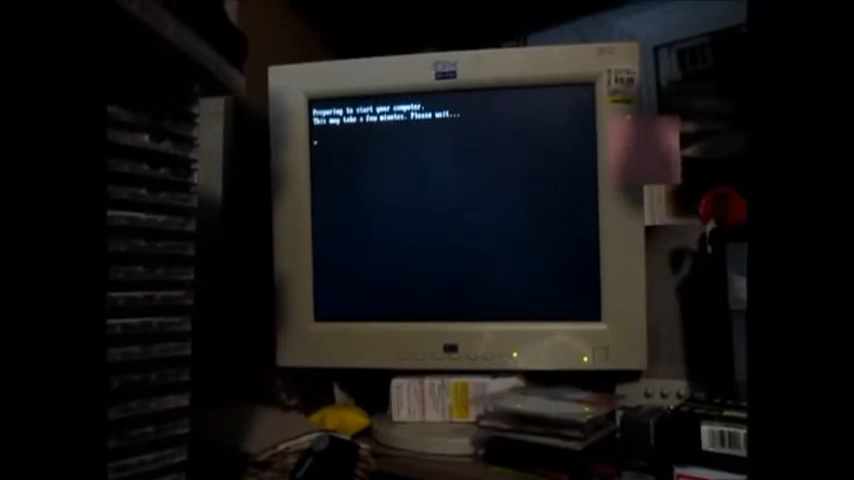 Preparing to start your computer.
This may take a few minutes. Please wait...